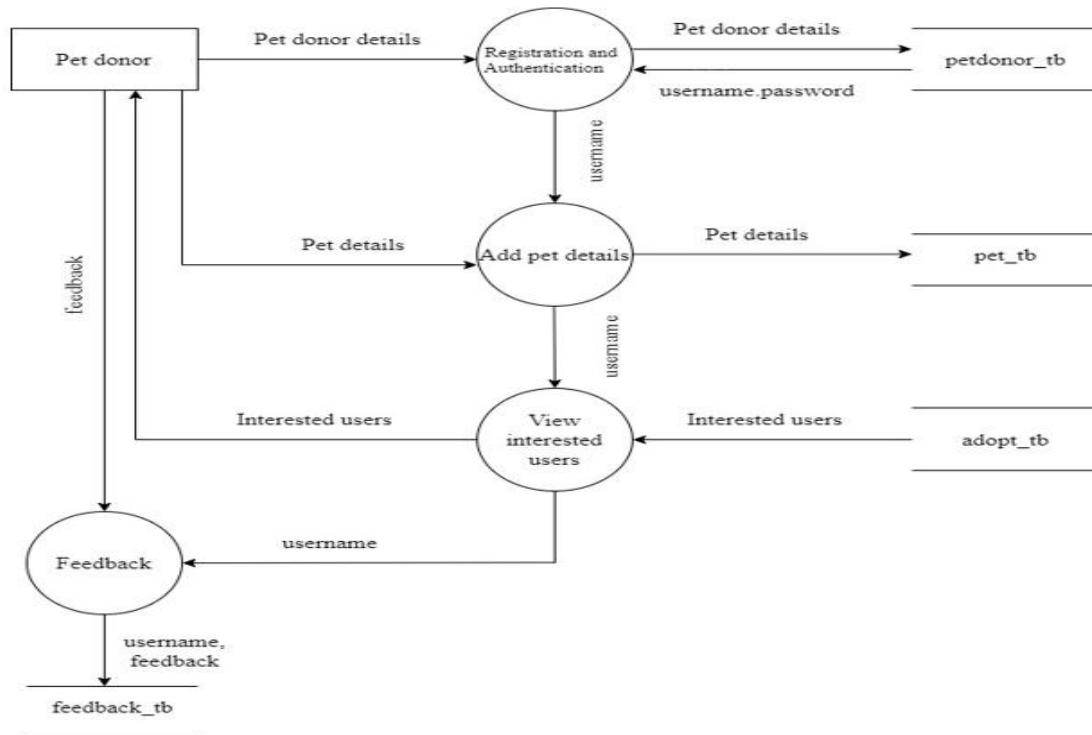 Pet donor
Pet donor details
Registration and
Authentication
Pet donor details
username.password
petdonor_tb
username
Pet details
Add pet details
Pet details
pet_tb
feedback
username
Interested users
View
interested
users
Interested users
adopt_tb
username
Feedback
username,
feedback
feedback_tb